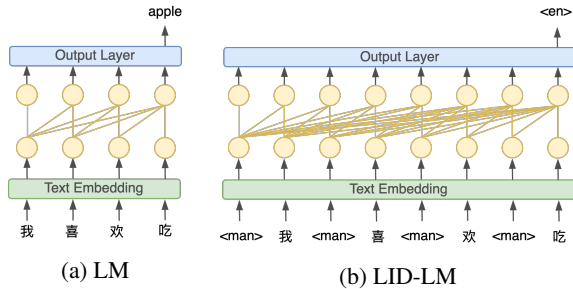 apple
Output Layer
Text Embedding
我 喜 欢 吃
(a) LM
<en>
Output Layer
Text Embedding
<man> 我 <man> 喜 <man> 欢 <man> 吃
(b) LID-LM